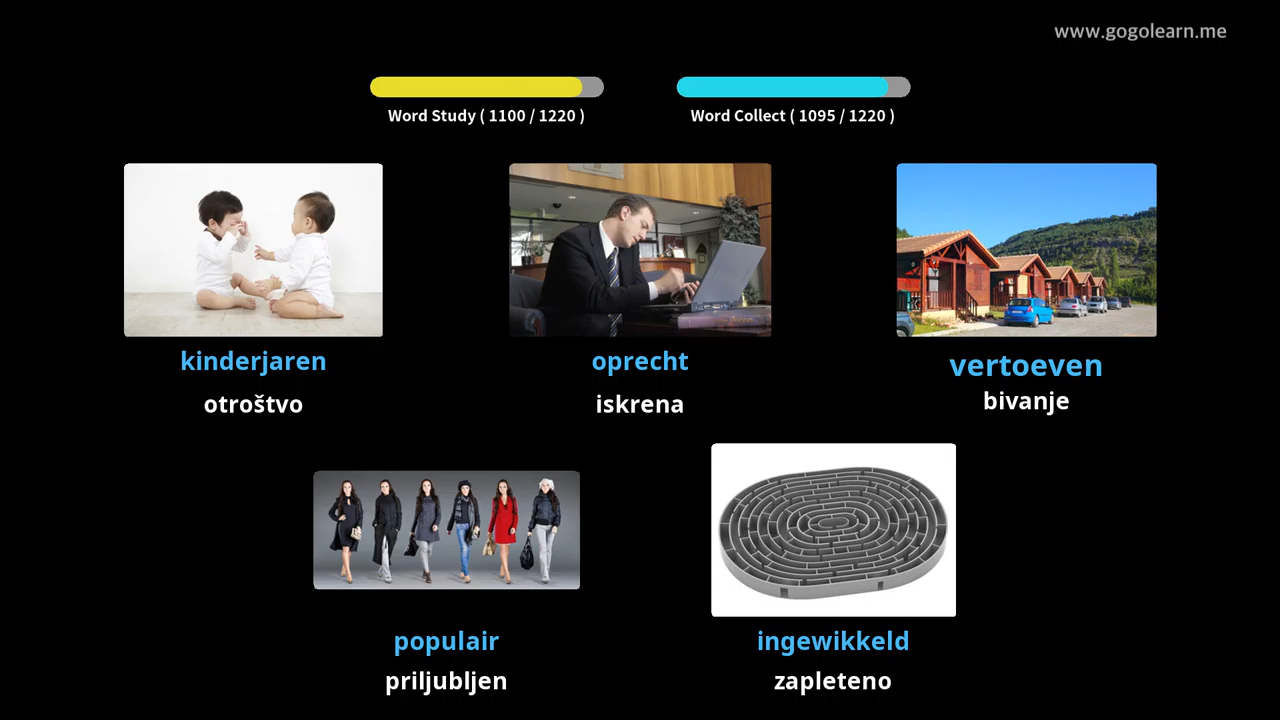 www.gogolearn.me
Word Study ( 1100 / 1220 )
Word Collect ( 1095 / 1220 )
kinderjaren
oprecht
vertoeven
otroštvo
iskrena
bivanje
populair
ingewikkeld
priljubljen
zapleteno